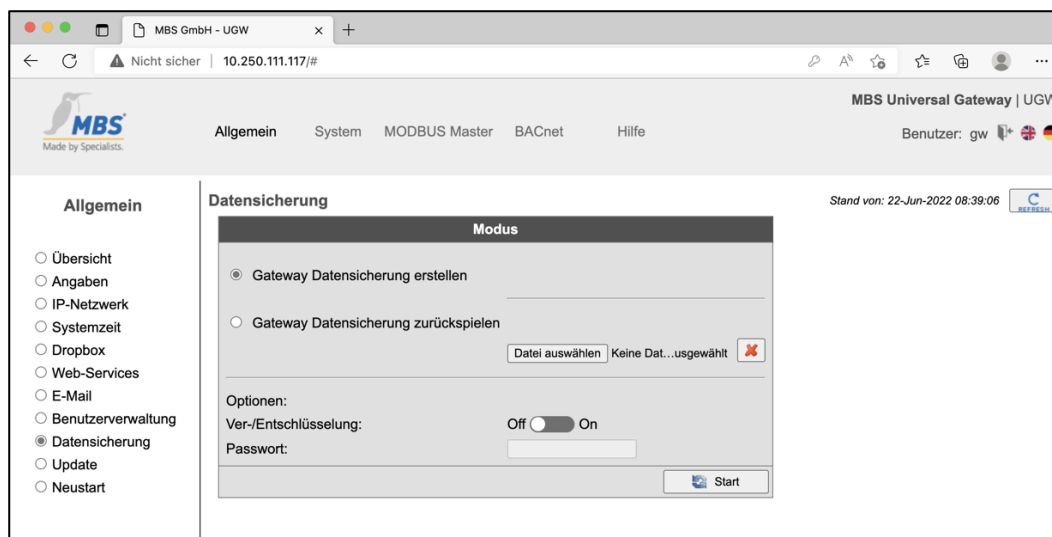 MBS GmbH - UGW
Nicht sicher | 10.250.111.117/#
MBS
Made by Specialists.
Allgemein System MODBUS Master BACnet Hilfe
MBS Universal Gateway | UGW
Benutzer: gw
Allgemein
Übersicht
Angaben
IP-Netzwerk
Systemzeit
Dropbox
Web-Services
E-Mail
Benutzerverwaltung
Datensicherung
Update
Neustart
Datensicherung
Stand von: 22-Jun-2022 08:39:06
REFRESH
Modus
Gateway Datensicherung erstellen
Gateway Datensicherung zurückspielen
Datei auswählen Keine Dat...usgewählt
Optionen:
Ver-/Entschlüsselung: Off On
Passwort:
Start